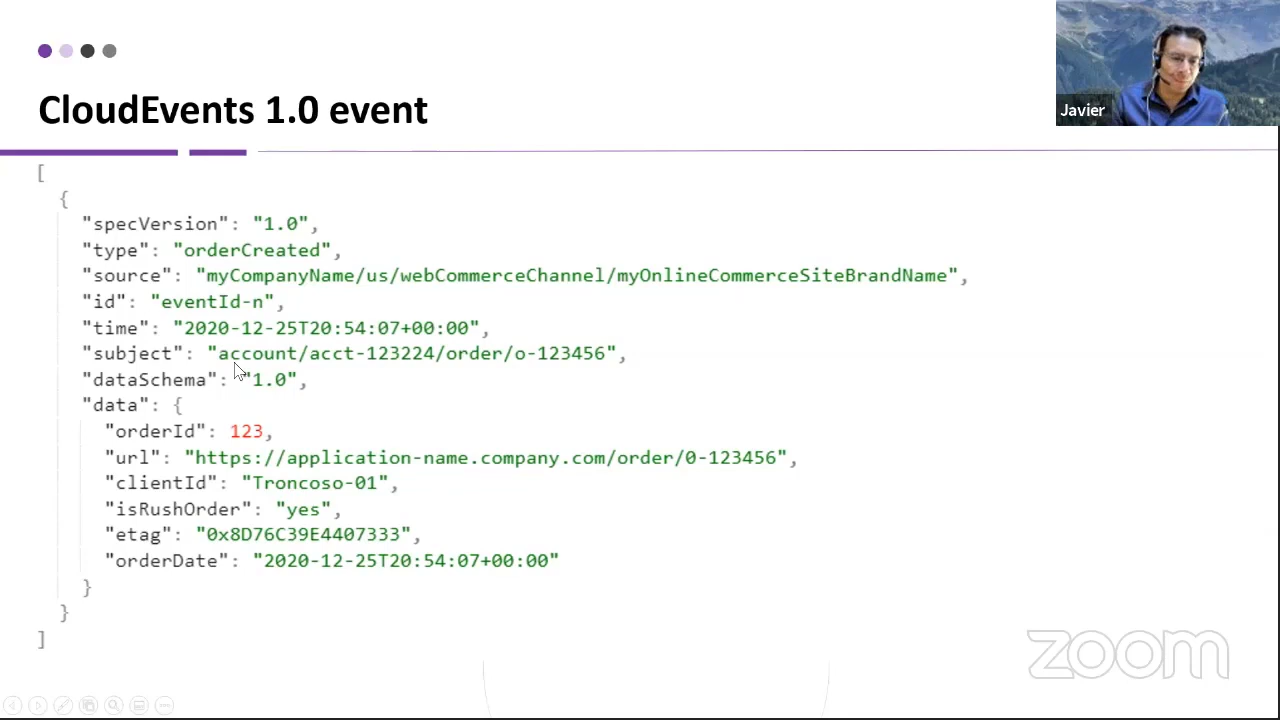 Javier
CloudEvents 1.0 event
[
{
"specVersion": "1.0",
"type": "orderCreated",
"source": "myCompanyName/us/webCommerceChannel/myOnlineCommerceSiteBrandName",
"id": "eventId-n",
"time": "2020-12-25T20:54:07+00:00",
"subject": "account/acct-123224/order/o-123456",
"dataSchema": "1.0",
"data": {
"orderId": 123,
"url": "https://application-name.company.com/order/0-123456",
"clientId": "Troncoso-01",
"isRushOrder": "yes",
"etag": "0x8D76C39E4407333",
"orderDate": "2020-12-25T20:54:07+00:00"
}
}
]
zoom